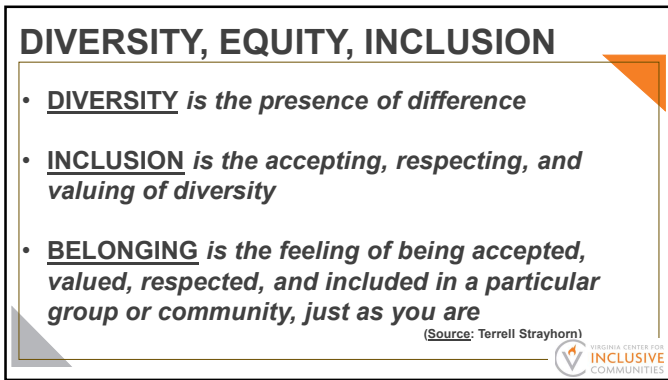 DIVERSITY, EQUITY, INCLUSION
• DIVERSITY is the presence of difference
• INCLUSION is the accepting, respecting, and
valuing of diversity
• BELONGING is the feeling of being accepted,
valued, respected, and included in a particular
group or community, just as you are
(Source: Terrell Strayhorn)
VIRGINIA CENTER FOR
INCLUSIVE
COMMUNITIES